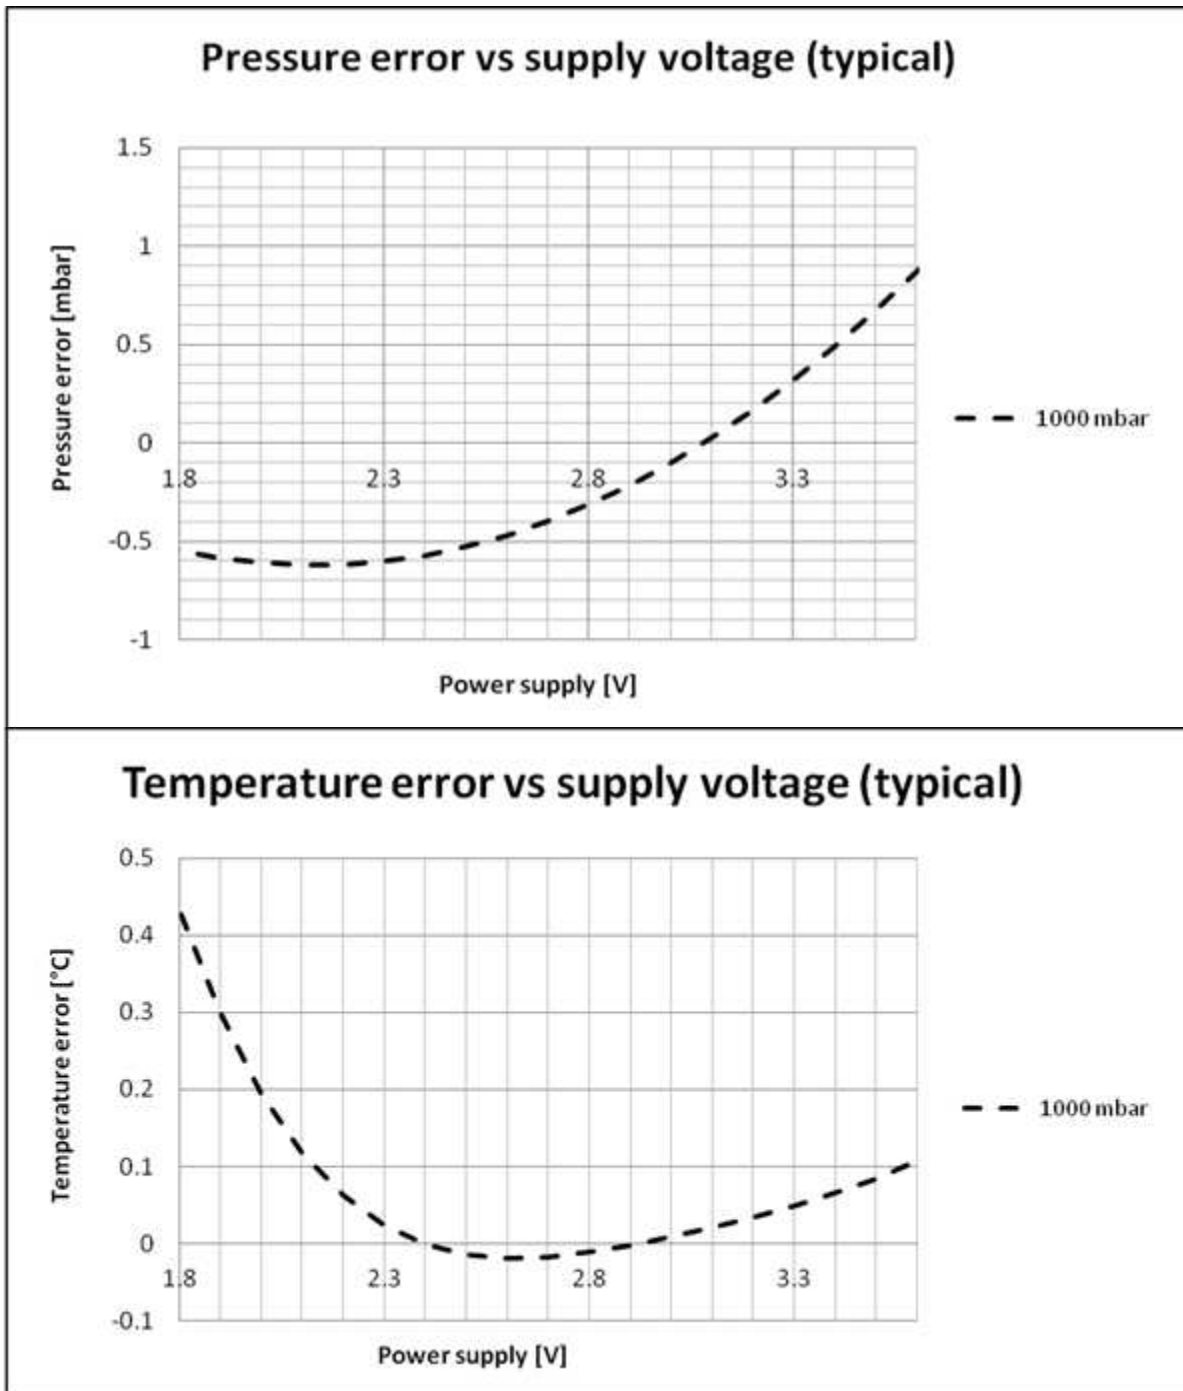 Pressure error vs supply voltage (typical)
1.5
1
0.5
0
-0.5
-1
Pressure error [mbar]
1.8 2.3 2.8 3.3
Power supply [V]
1000 mbar
Temperature error vs supply voltage (typical)
0.5
0.4
0.3
0.2
0.1
0
-0.1
Temperature error [°C]
1.8 2.3 2.8 3.3
Power supply [V]
1000 mbar